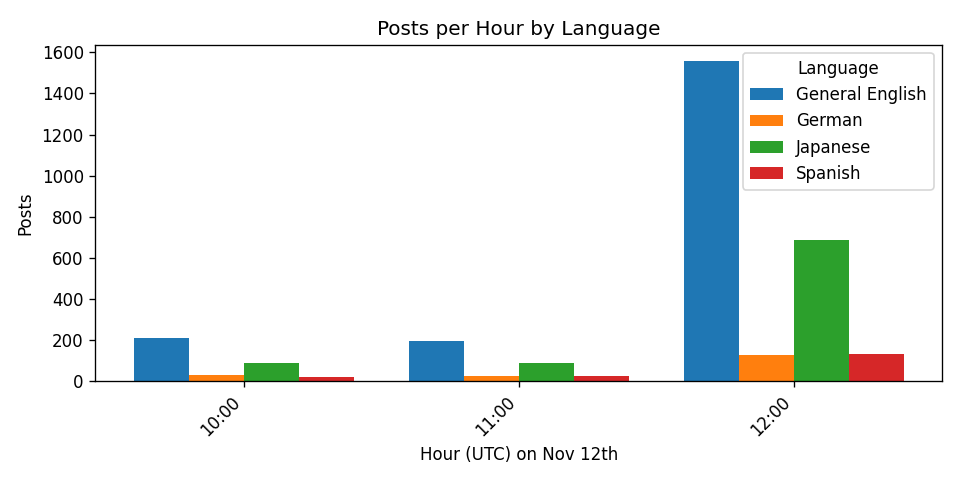 Posts per Hour by Language
1600
1400
1200
1000
800
600
400
200
0
Posts
Language
General English
German
Japanese
Spanish
10:00
11:00
12:00
Hour (UTC) on Nov 12th